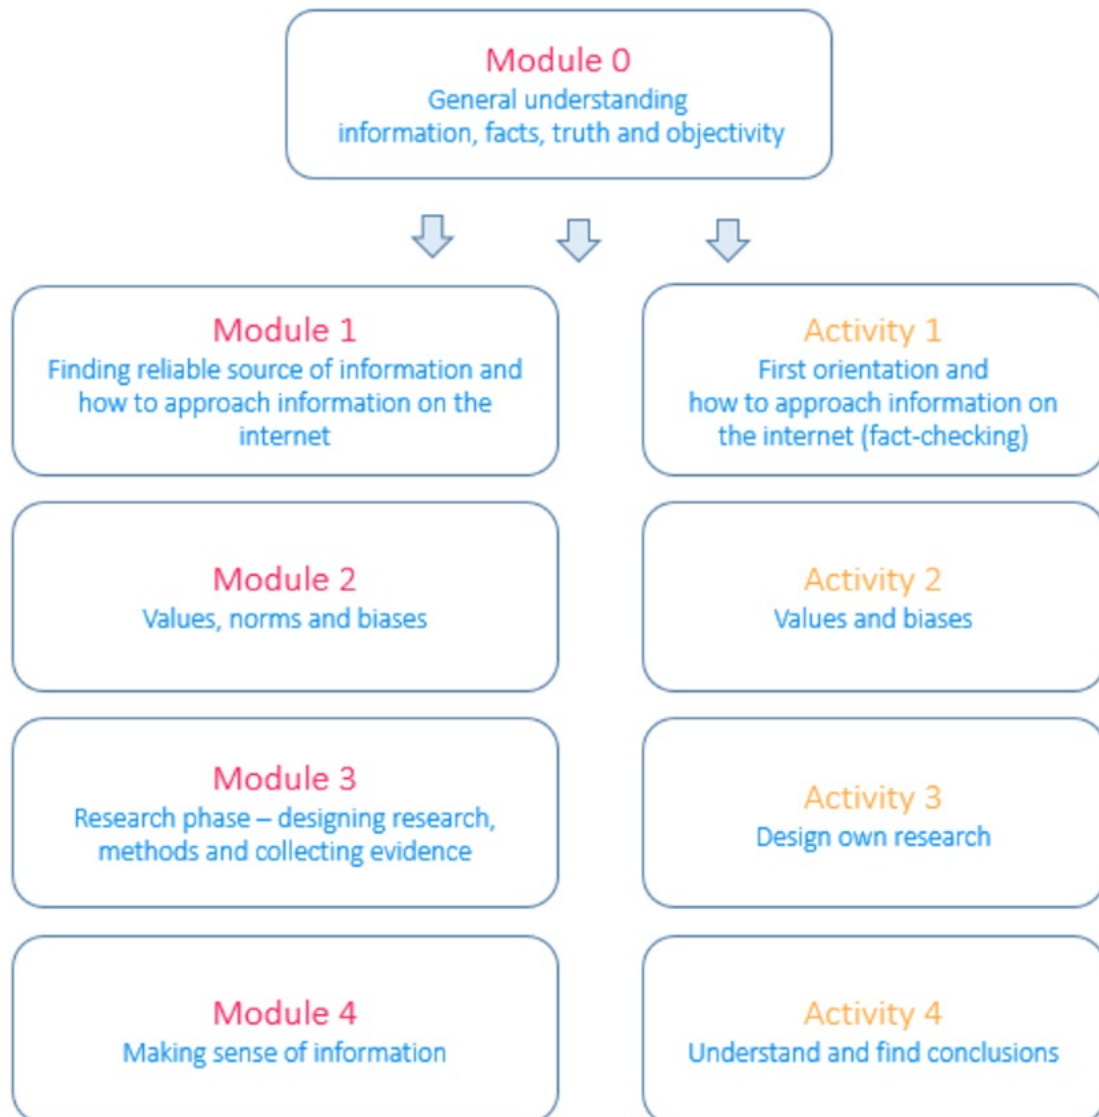 Module 0
General understanding
information, facts, truth and objectivity
Module 1
Finding reliable source of information and
how to approach information on the
internet
Activity 1
First orientation and
how to approach information on
the internet (fact-checking)
Module 2
Values, norms and biases
Activity 2
Values and biases
Module 3
Research phase – designing research,
methods and collecting evidence
Activity 3
Design own research
Module 4
Making sense of information
Activity 4
Understand and find conclusions